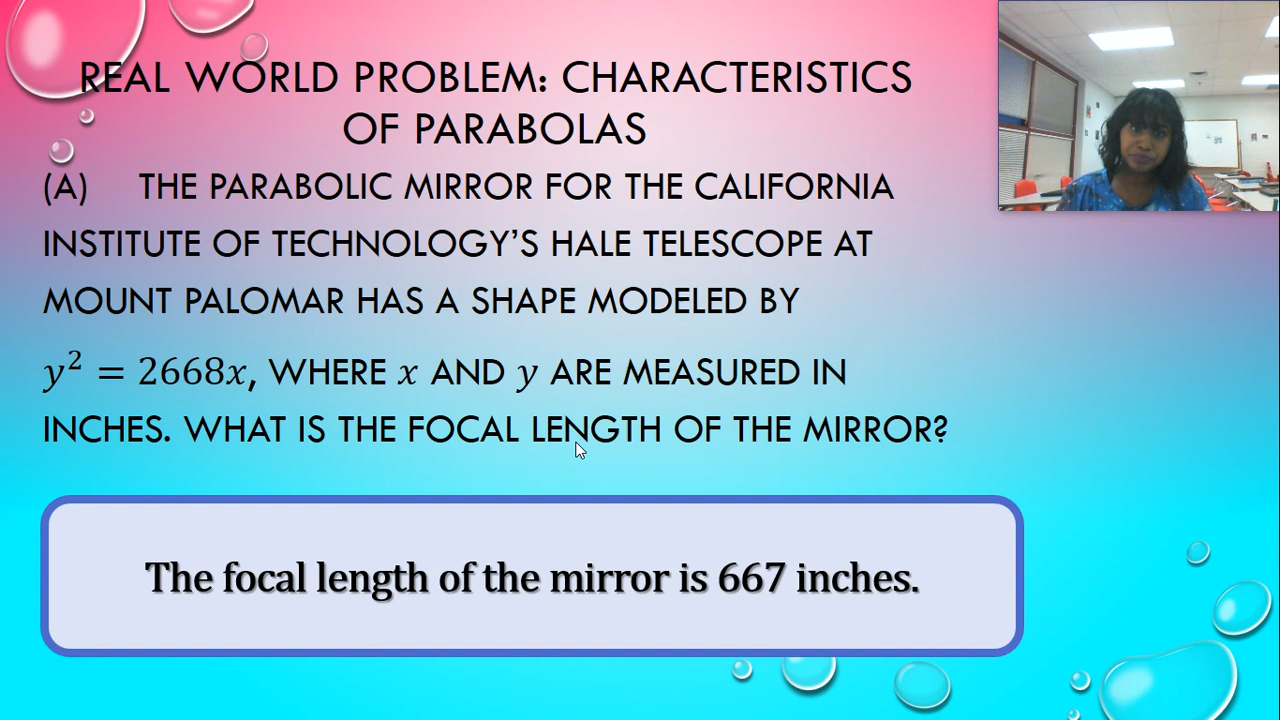 REAL WORLD PROBLEM: CHARACTERISTICS
OF PARABOLAS
(A) THE PARABOLIC MIRROR FOR THE CALIFORNIA
INSTITUTE OF TECHNOLOGY’S HALE TELESCOPE AT
MOUNT PALOMAR HAS A SHAPE MODELED BY
y² = 2668x, WHERE x AND y ARE MEASURED IN
INCHES. WHAT IS THE FOCAL LENGTH OF THE MIRROR?
The focal length of the mirror is 667 inches.